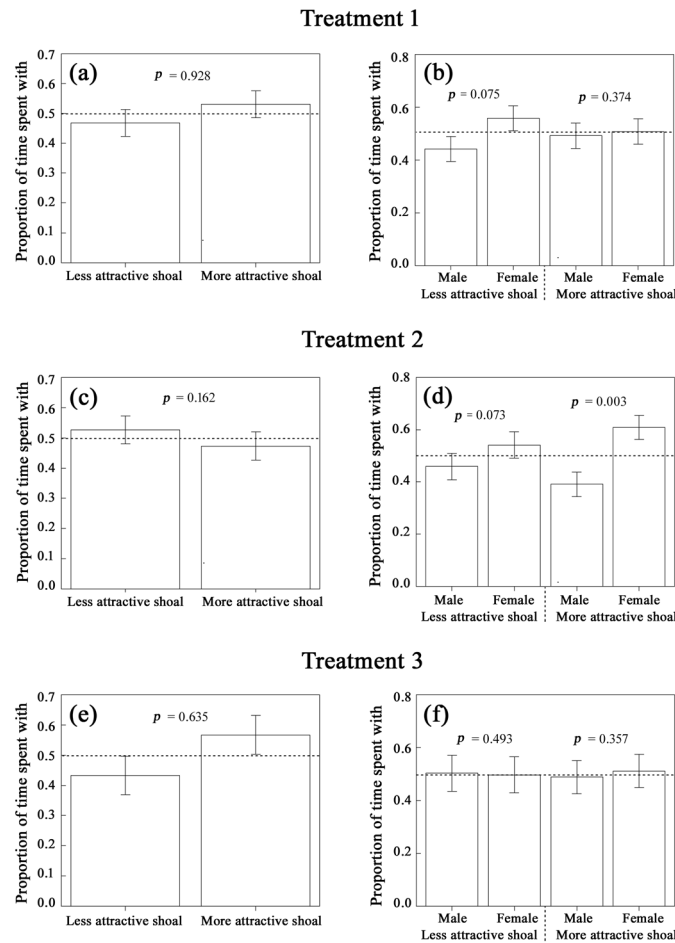 Treatment 1
Proportion of time spent with
0.7
0.6
0.5
0.4
0.3
0.2
0.1
0.0
(a)
p = 0.928
Less attractive shoal More attractive shoal
Proportion of time spent with
0.8
0.6
0.4
0.2
0.0
(b)
p = 0.075
p = 0.374
Male Female Male Female
Less attractive shoal More attractive shoal
Treatment 2
Proportion of time spent with
0.7
0.6
0.5
0.4
0.3
0.2
0.1
0.0
(c)
p = 0.162
Less attractive shoal More attractive shoal
Proportion of time spent with
0.8
0.6
0.4
0.2
0.0
(d)
p = 0.073
p = 0.003
Male Female Male Female
Less attractive shoal More attractive shoal
Treatment 3
Proportion of time spent with
0.7
0.6
0.5
0.4
0.3
0.2
0.1
0.0
(e)
p = 0.635
Less attractive shoal More attractive shoal
Proportion of time spent with
0.8
0.6
0.4
0.2
0.0
(f)
p = 0.493
p = 0.357
Male Female Male Female
Less attractive shoal More attractive shoal